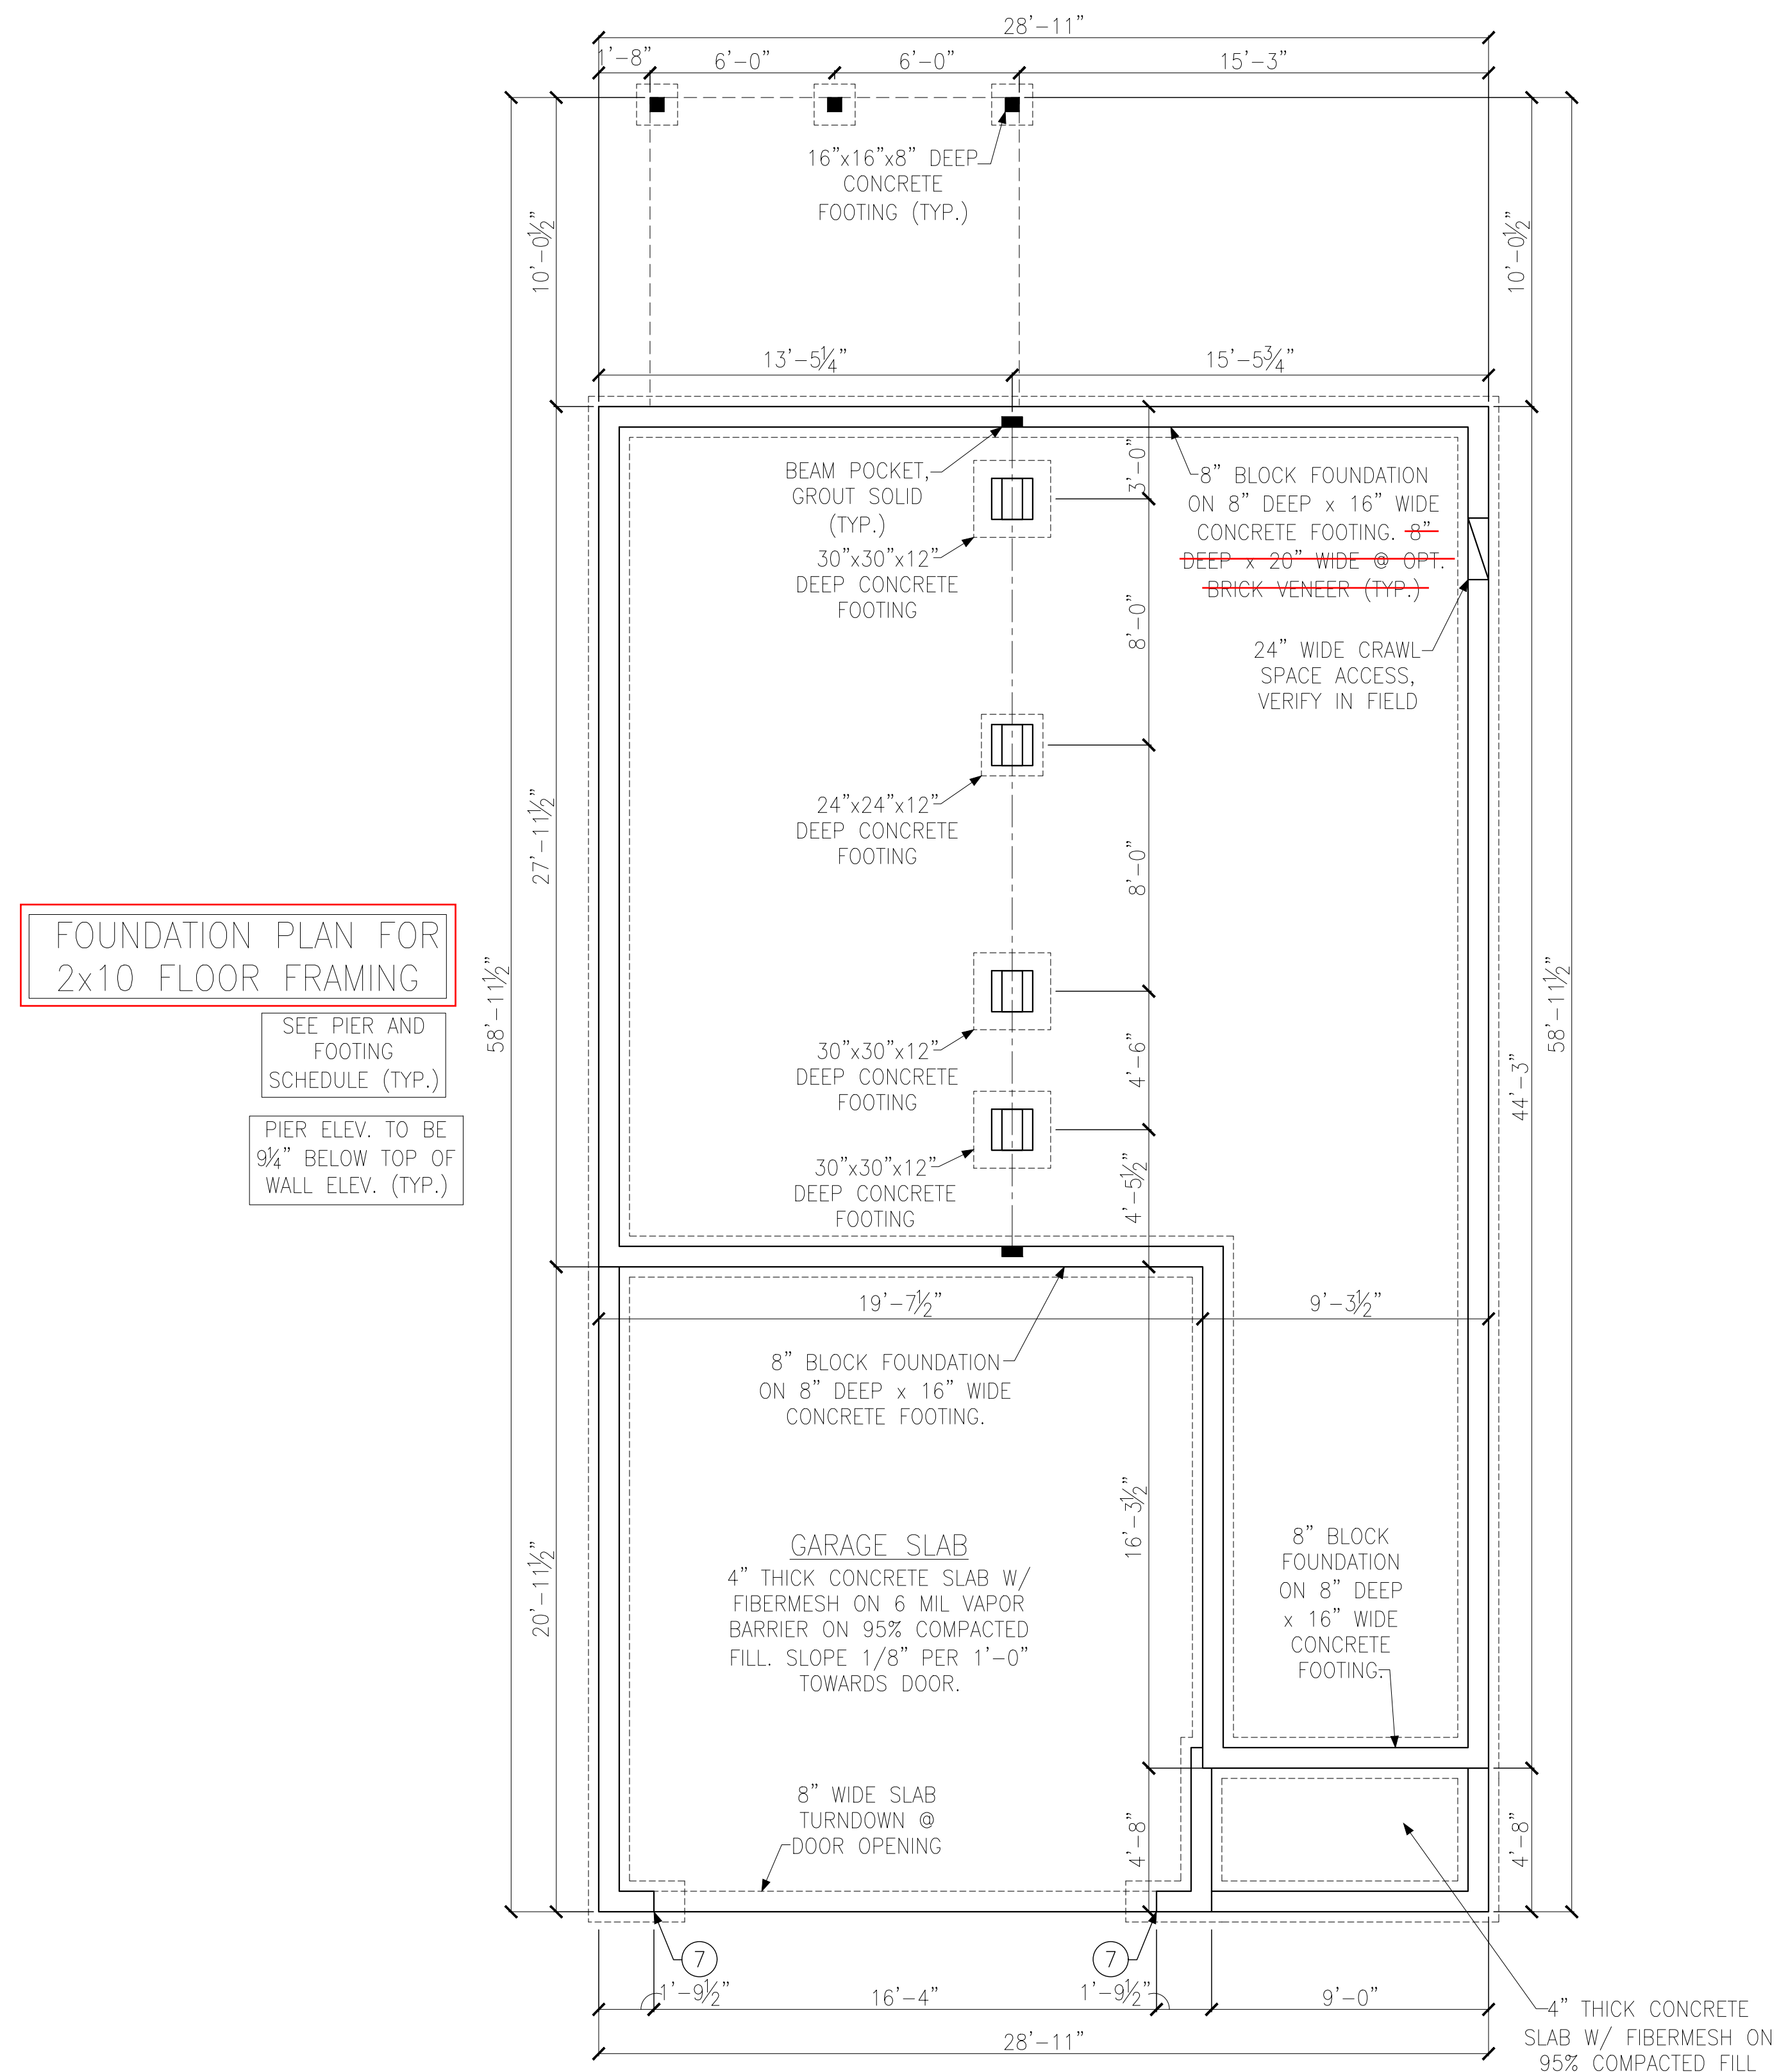 28'-11"
1'-8"
6'-0"
6'-0"
15'-3"
16"x16"x8" DEEP
CONCRETE
FOOTING (TYP.)
10'-0½"
10'-0½"
13'-5¼"
15'-5¾"
BEAM POCKET,
GROUT SOLID
(TYP.)
3'-0"
8" BLOCK FOUNDATION
ON 8" DEEP x 16" WIDE
CONCRETE FOOTING. 8"
DEEP x 20" WIDE @ OPT.
BRICK VENEER (TYP.)
30"x30"x12"
DEEP CONCRETE
FOOTING
8'-0"
24" WIDE CRAWL
SPACE ACCESS,
VERIFY IN FIELD
24"x24"x12"
DEEP CONCRETE
FOOTING
27'-11½"
8'-0"
FOUNDATION PLAN FOR
2x10 FLOOR FRAMING
SEE PIER AND
FOOTING
SCHEDULE (TYP.)
PIER ELEV. TO BE
9¼" BELOW TOP OF
WALL ELEV. (TYP.)
58'-11½"
58'-11½"
44'-3"
30"x30"x12"
DEEP CONCRETE
FOOTING
4'-6"
30"x30"x12"
DEEP CONCRETE
FOOTING
4'-5½"
19'-7½"
9'-3½"
8" BLOCK FOUNDATION
ON 8" DEEP x 16" WIDE
CONCRETE FOOTING.
16'-3½"
20'-11½"
GARAGE SLAB
4" THICK CONCRETE SLAB W/
FIBERMESH ON 6 MIL VAPOR
BARRIER ON 95% COMPACTED
FILL. SLOPE 1/8" PER 1'-0"
TOWARDS DOOR.
8" BLOCK
FOUNDATION
ON 8" DEEP
x 16" WIDE
CONCRETE
FOOTING.
8" WIDE SLAB
TURNDOWN @
DOOR OPENING
4'-8"
4'-8"
7
7
1'-9½"
16'-4"
1'-9½"
9'-0"
28'-11"
4" THICK CONCRETE
SLAB W/ FIBERMESH ON
95% COMPACTED FILL